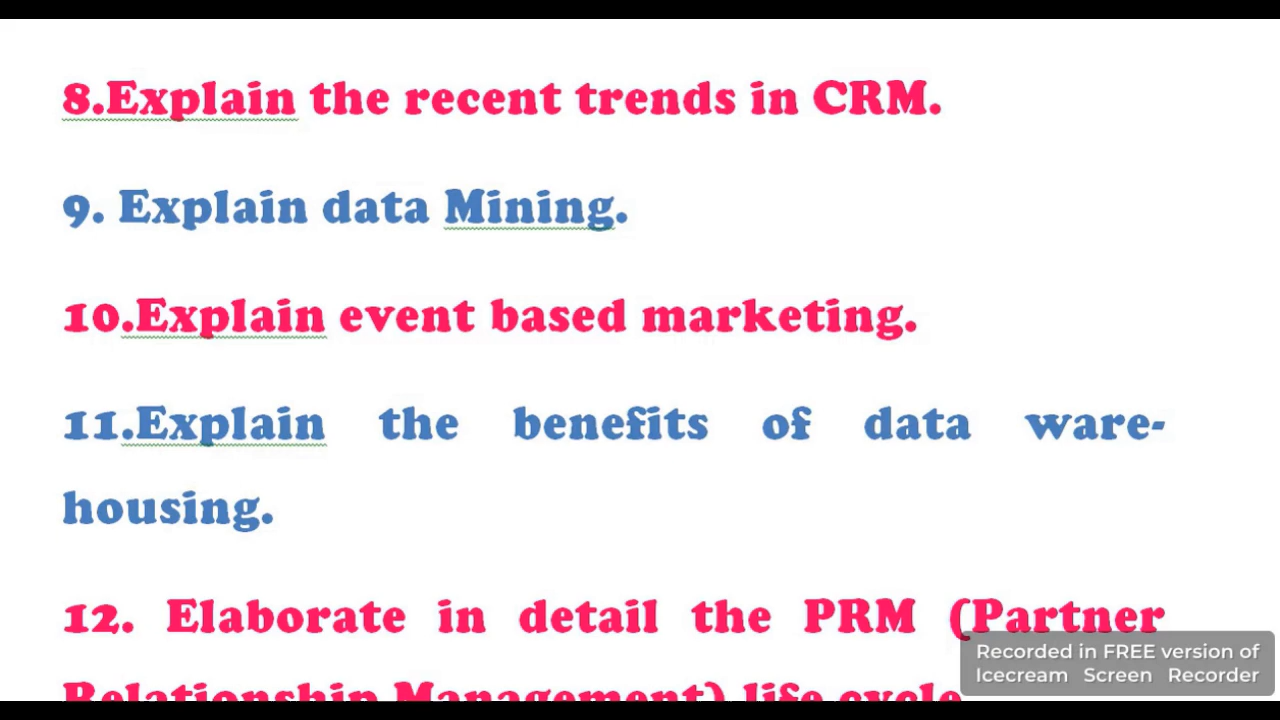 8.Explain the recent trends in CRM.
9. Explain data Mining.
10.Explain event based marketing.
11.Explain the benefits of data ware-
housing.
12. Elaborate in detail the PRM (Partner
Relationship Management) life cycle
Recorded in FREE version of
Icecream Screen Recorder